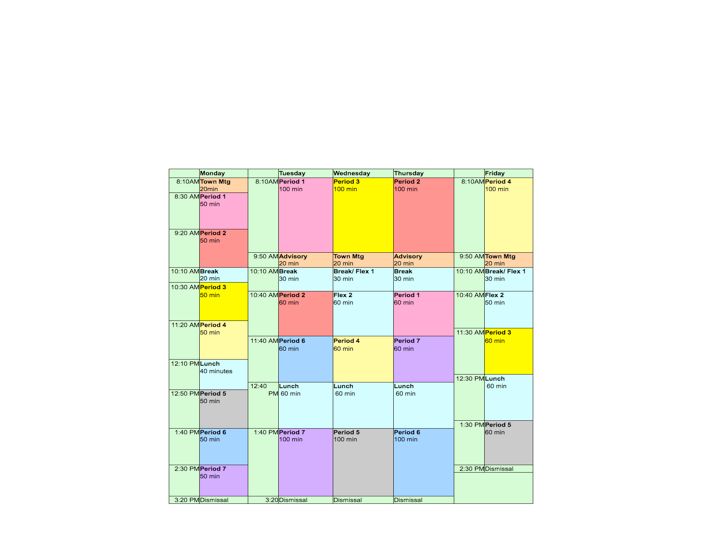 Monday Tuesday Wednesday Thursday Friday
8:10AM Town Mtg 8:10AM Period 1 Period 3 Period 2 8:10AM Period 4
20min 100 min 100 min 100 min 100 min
8:30 AM Period 1
50 min
9:20 AM Period 2
50 min
9:50 AM Advisory Town Mtg Advisory 9:50 AM Town Mtg
20 min 20 min 20 min 20 min
10:10 AM Break 10:10 AM Break Break/ Flex 1 Break 10:10 AM Break/ Flex 1
20 min 30 min 30 min 30 min 30 min
10:30 AM Period 3
50 min 10:40 AM Period 2 Flex 2 Period 1 10:40 AM Flex 2
60 min 60 min 60 min 50 min
11:20 AM Period 4
50 min 11:30 AM Period 3
11:40 AM Period 6 Period 4 Period 7 60 min
60 min 60 min 60 min
12:10 PM Lunch
40 minutes
12:30 PM Lunch
12:40 PM Lunch Lunch Lunch 60 min
60 min 60 min 60 min
12:50 PM Period 5
50 min
1:30 PM Period 5
1:40 PM Period 6 1:40 PM Period 7 Period 5 Period 6 60 min
50 min 100 min 100 min 100 min
2:30 PM Period 7 2:30 PM Dismissal
50 min
3:20 PM Dismissal 3:20 Dismissal Dismissal Dismissal